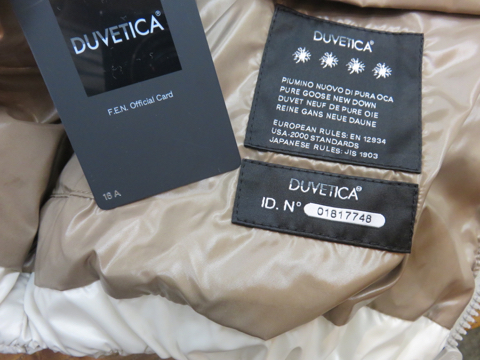 DUVETICA
F.E.N. Official Card
18 A
DUVETICA®
PIUMINO NUOVO DI PURA OCA
PURE GOOSE NEW DOWN
DUVET NEUF DE PURE OIE
REINE GANS NEUE DAUNE
EUROPEAN RULES: EN 12934
USA-2000 STANDARDS
JAPANESE RULES: JIS 1903
DUVETICA®
ID. N° 01817748